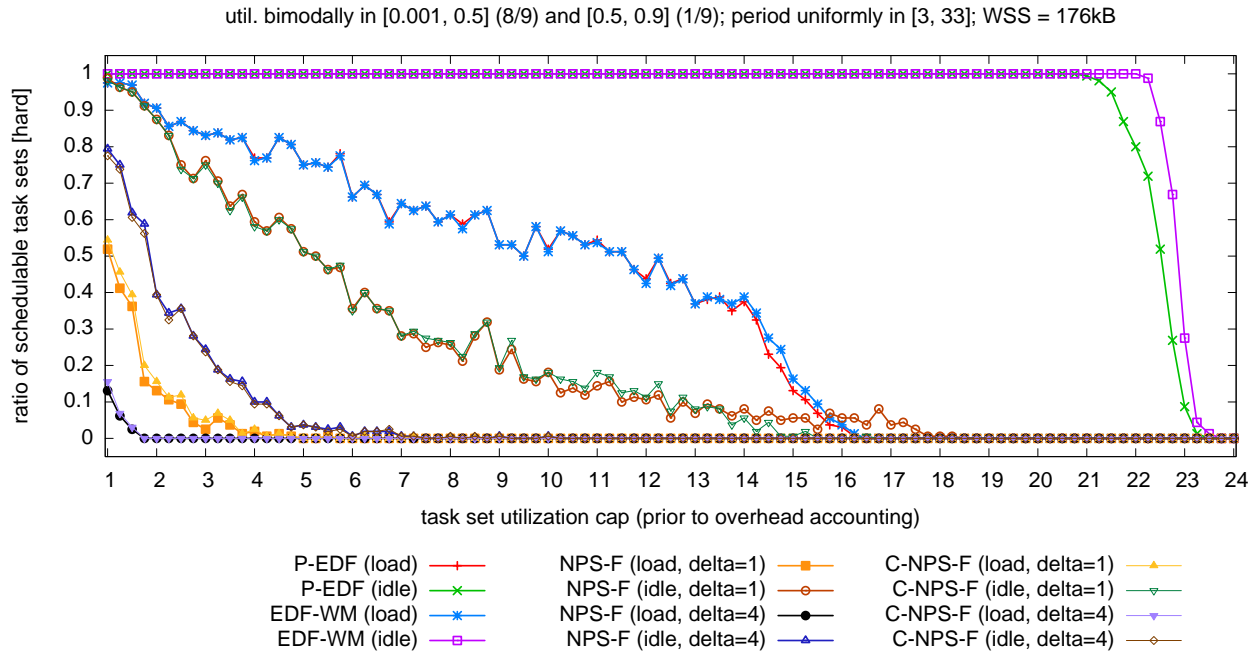 util. bimodally in [0.001, 0.5] (8/9) and [0.5, 0.9] (1/9); period uniformly in [3, 33]; WSS = 176kB
ratio of schedulable task sets [hard]
1
0.9
0.8
0.7
0.6
0.5
0.4
0.3
0.2
0.1
0
1 2 3 4 5 6 7 8 9 10 11 12 13 14 15 16 17 18 19 20 21 22 23 24
task set utilization cap (prior to overhead accounting)
P-EDF (load) NPS-F (load, delta=1) C-NPS-F (load, delta=1)
P-EDF (idle) NPS-F (idle, delta=1) C-NPS-F (idle, delta=1)
EDF-WM (load) NPS-F (load, delta=4) C-NPS-F (load, delta=4)
EDF-WM (idle) NPS-F (idle, delta=4) C-NPS-F (idle, delta=4)